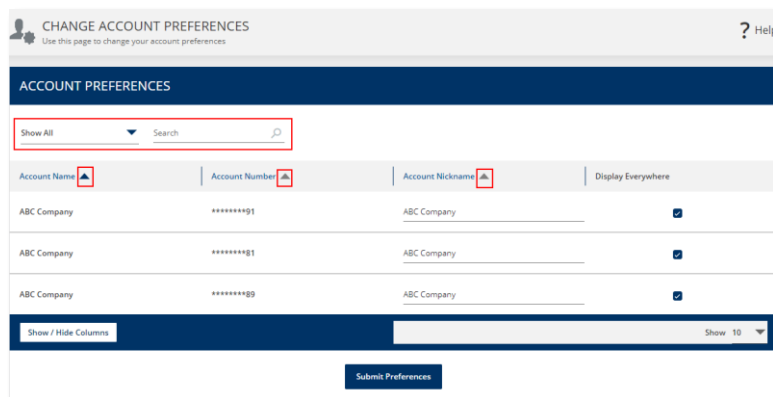 CHANGE ACCOUNT PREFERENCES
Use this page to change your account preferences
? Help
ACCOUNT PREFERENCES
Show All Search
Account Name Account Number Account Nickname Display Everywhere
ABC Company ********91 ABC Company
ABC Company ********81 ABC Company
ABC Company ********89 ABC Company
Show / Hide Columns Show 10
Submit Preferences